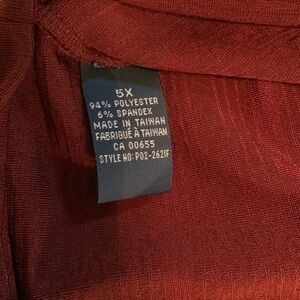 5X
94% POLYESTER
6% SPANDEX
MADE IN TAIWAN
FABRIQUÉ À TAIWAN
CA 00655
STYLE NO: P02-2621F